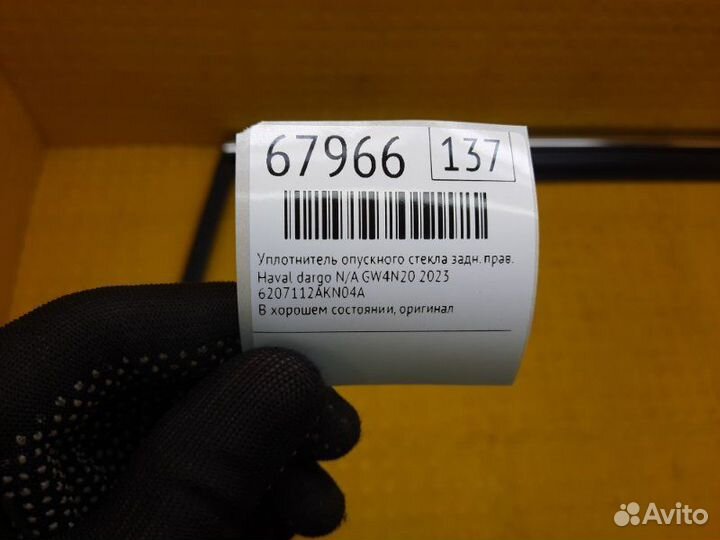 67966 137
Уплотнитель опускного стекла задн. прав.
Haval dargo N/A GW4N20 2023
6207112AKN04A
В хорошем состоянии, оригинал
Avito